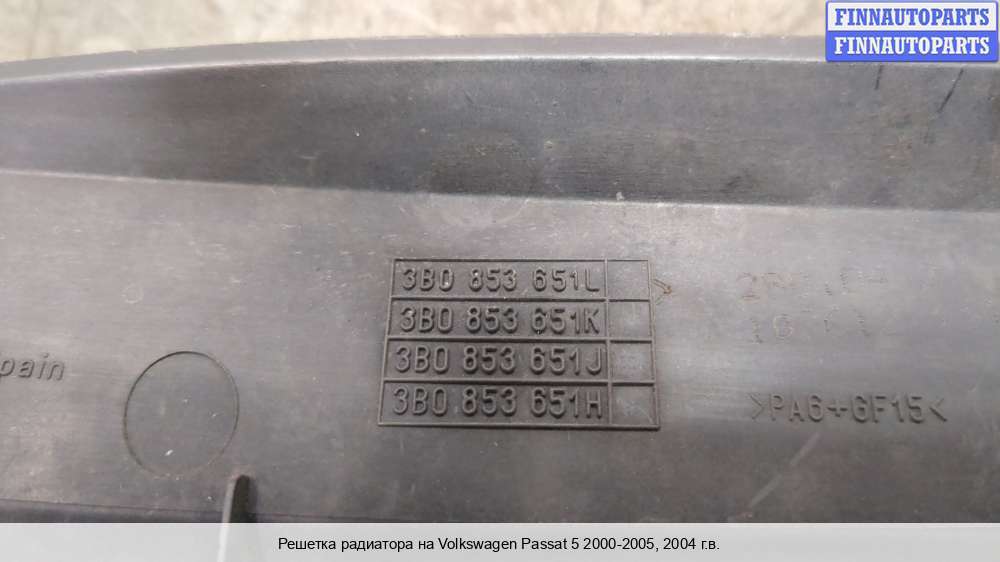 FINNAUTOPARTS
FINNAUTOPARTS
3B0 853 651L
3B0 853 651K
3B0 853 651J
3B0 853 651H
pain
>PA6+GF15<
Решетка радиатора на Volkswagen Passat 5 2000-2005, 2004 г.в.